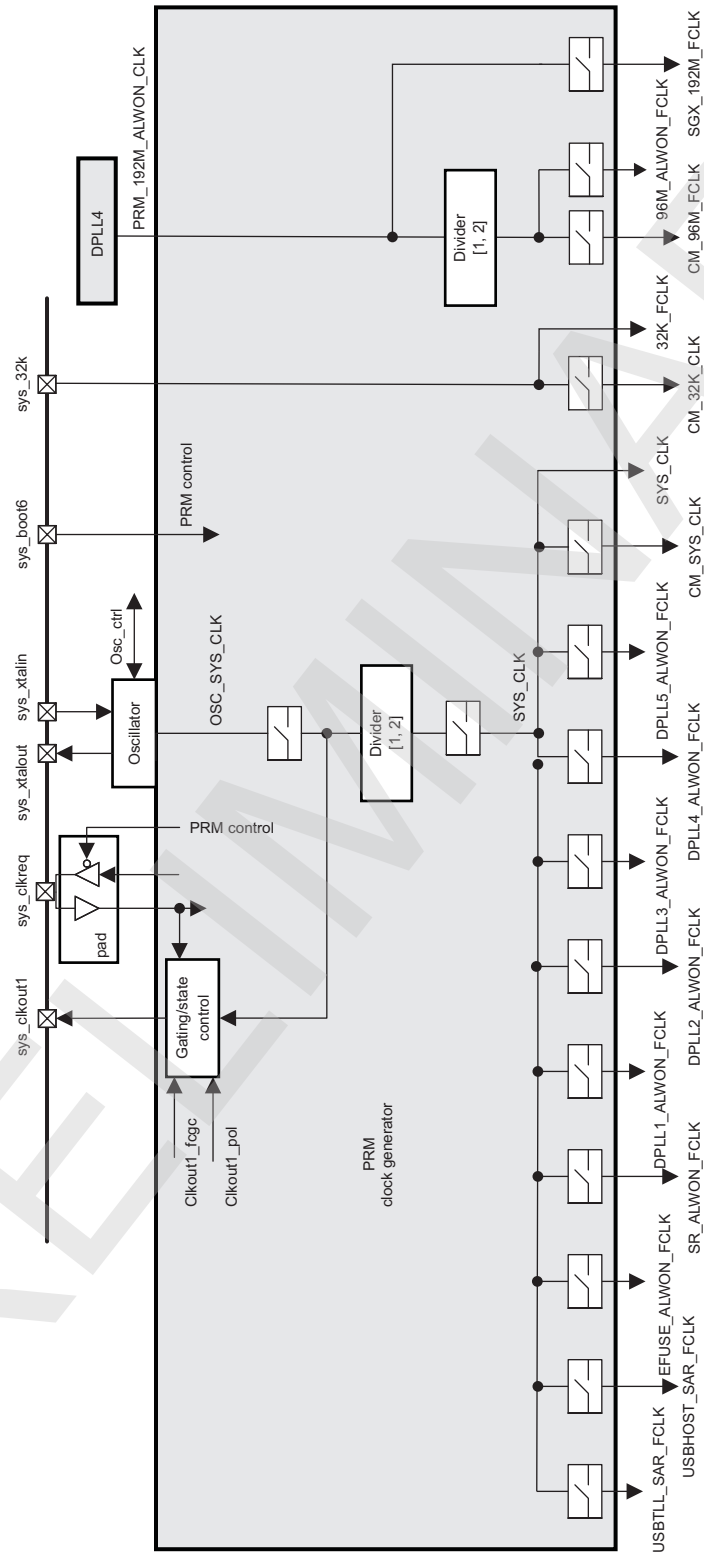 sys_clkout1
sys_clkreq
sys_xtalout
sys_xtalin
sys_boot6
sys_32k
pad
PRM control
Oscillator
Osc_ctrl
DPLL4
PRM_192M_ALWON_CLK
PRM control
OSC_SYS_CLK
Gating/state
control
Clkout1_fcgc
Clkout1_pol
PRM
clock generator
Divider
[1, 2]
Divider
[1, 2]
SYS_CLK
USBTLL_SAR_FCLK
USBHOST_SAR_FCLK
EFUSE_ALWON_FCLK
SR_ALWON_FCLK
DPLL1_ALWON_FCLK
DPLL2_ALWON_FCLK
DPLL3_ALWON_FCLK
DPLL4_ALWON_FCLK
DPLL5_ALWON_FCLK
CM_SYS_CLK
SYS_CLK
CM_32K_CLK
32K_FCLK
CM_96M_FCLK
96M_ALWON_FCLK
SGX_192M_FCLK
RELIMINA